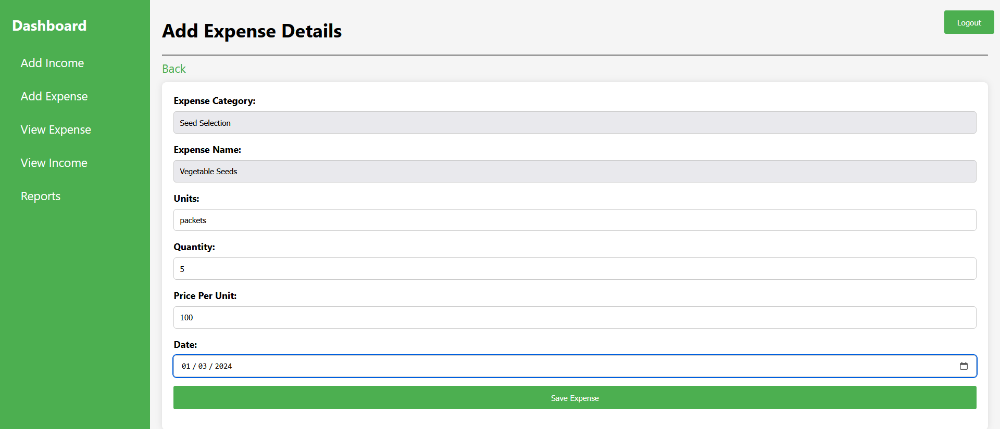 Dashboard
Add Income
Add Expense
View Expense
View Income
Reports
Logout
Add Expense Details
Back
Expense Category:
Seed Selection
Expense Name:
Vegetable Seeds
Units:
packets
Quantity:
5
Price Per Unit:
100
Date:
01 / 03 / 2024
Save Expense